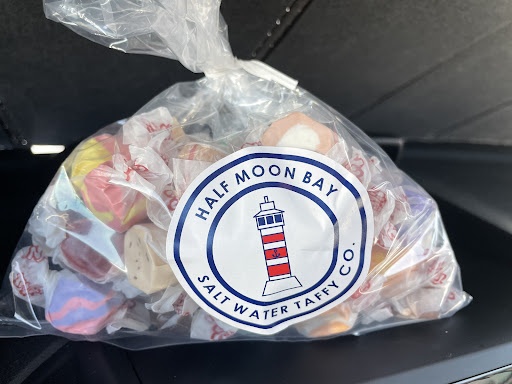 HALF MOON BAY
SALT WATER TAFFY CO.